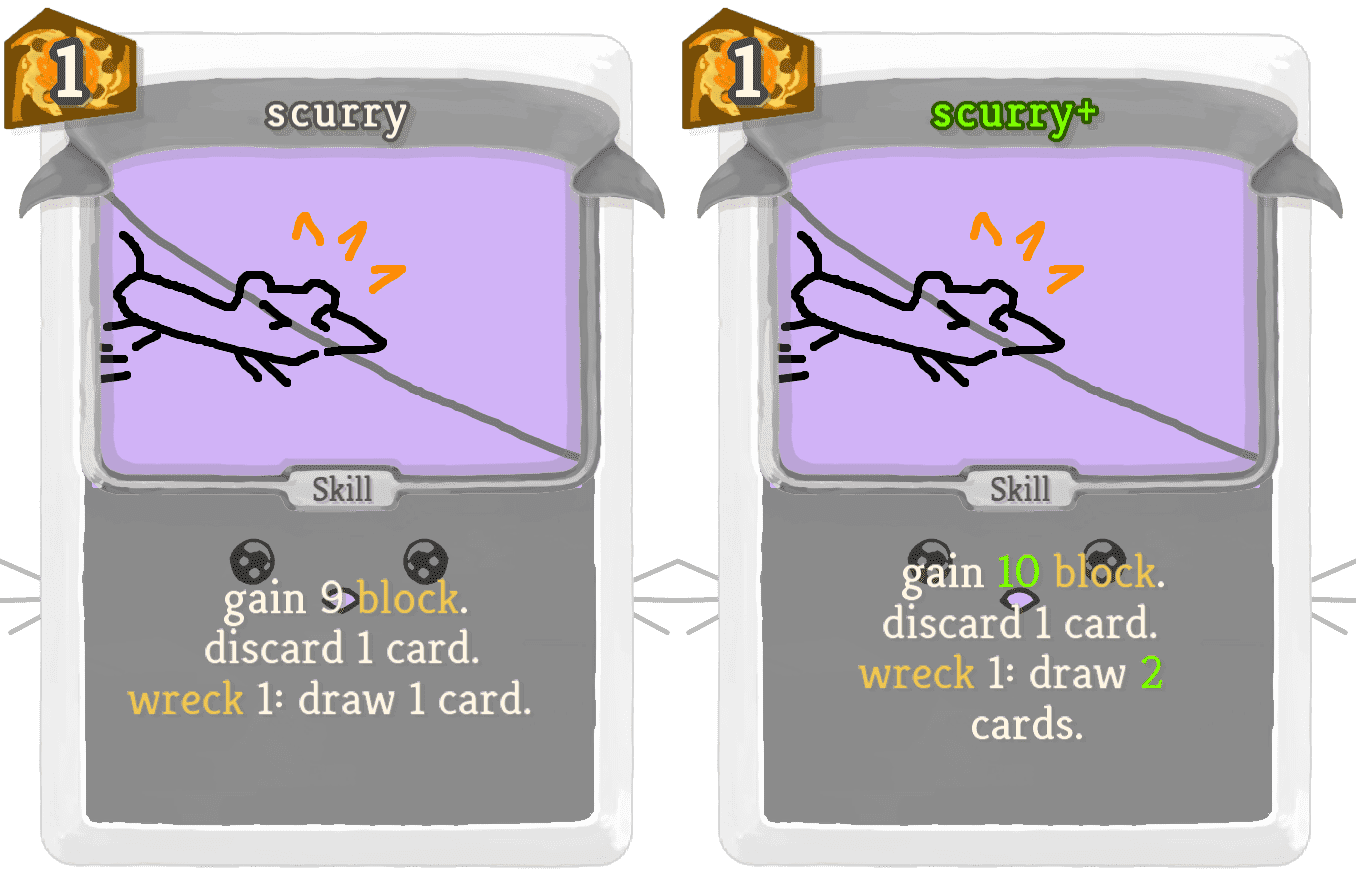 1
scurry
Skill
gain 9 block.
discard 1 card.
wreck 1: draw 1 card.
1
scurry+
Skill
gain 10 block.
discard 1 card.
wreck 1: draw 2
cards.